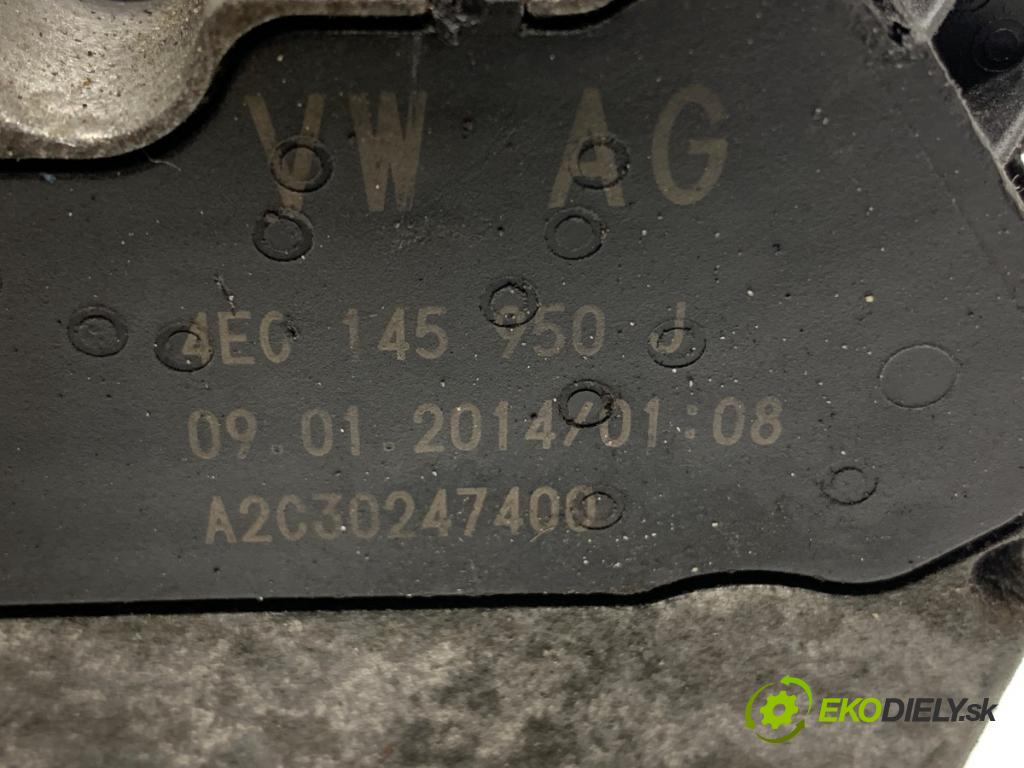 VW AG
4E0 145 950 J
09.01.2014/01:08
A2C30247400
EKODIELY.sk